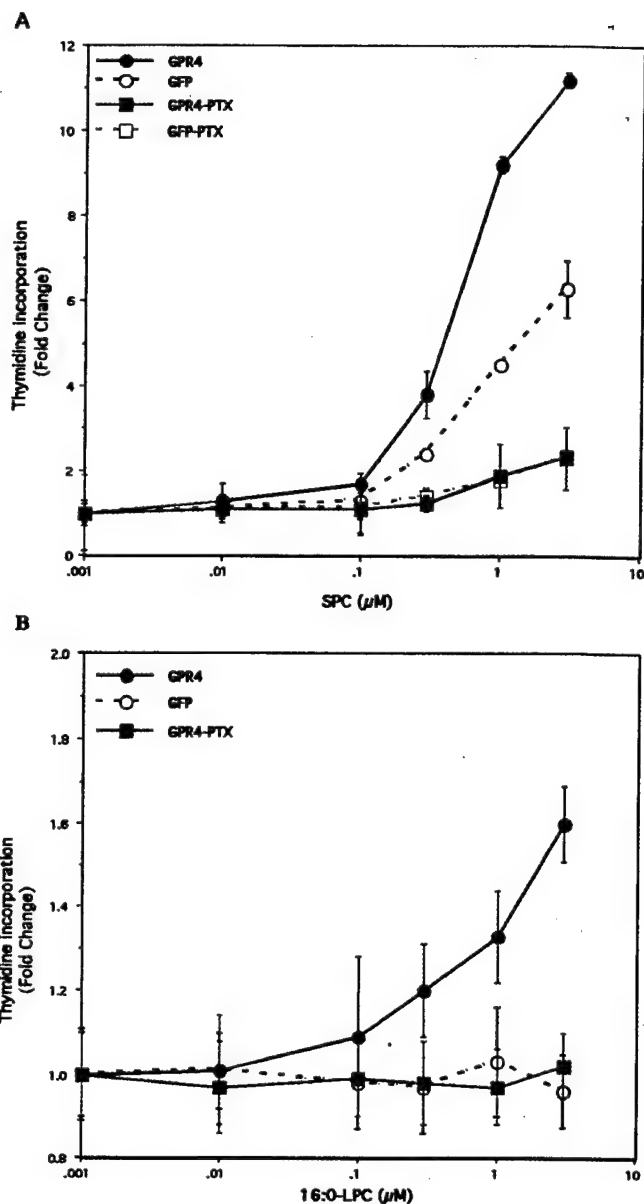 A
12
10
8
6
4
2
0
GPR4
GFP
GPR4-PTX
GFP-PTX
Thymidine incorporation
(Fold Change)
.001 .01 .1 1 10
SPC (µM)
B
2.0
1.8
1.6
1.4
1.2
1.0
0.8
GPR4
GFP
GPR4-PTX
Thymidine incorporation
(Fold Change)
.001 .01 .1 1 10
16:0-LPC (µM)